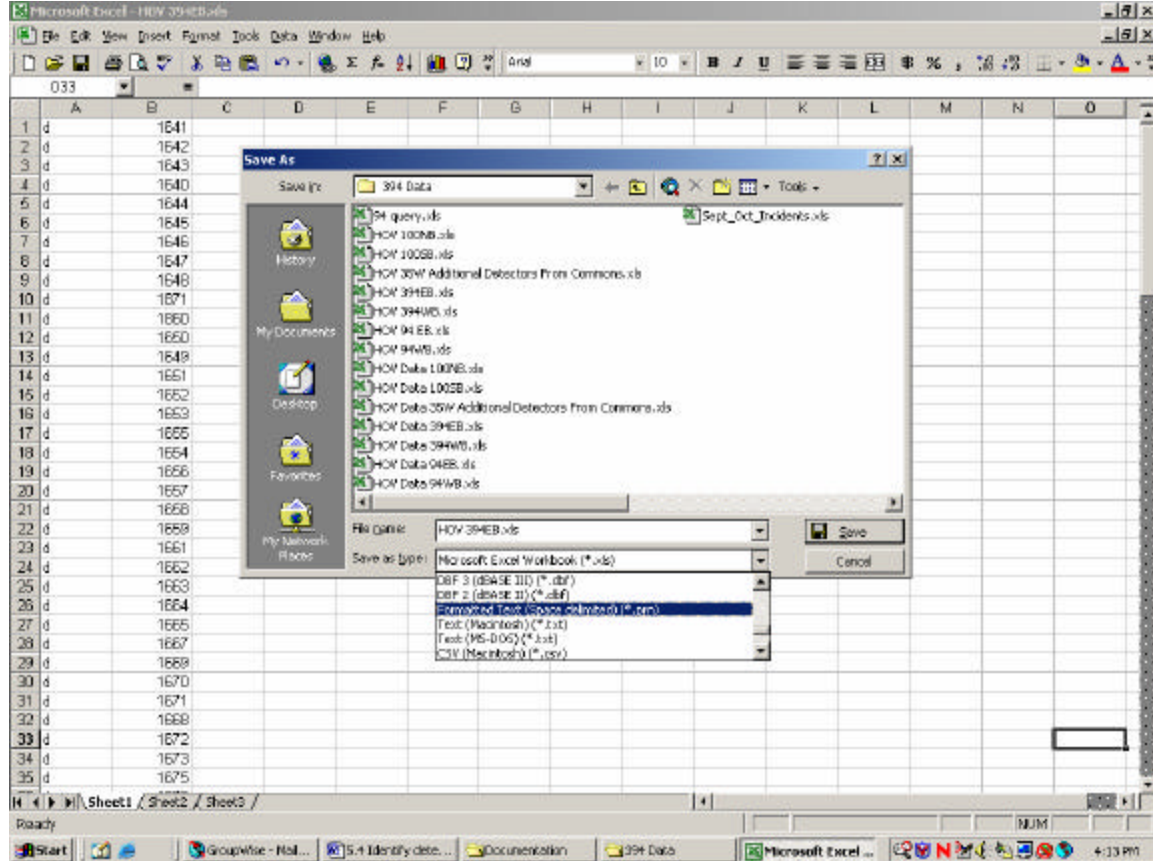 Microsoft Excel - HOV 394EB.xls
File Edit View Insert Format Tools Data Window Help
Arial 10 B I U $ % ,
O33 =
A B C D E F G H I J K L M N O
1 d 1641
2 d 1642
3 d 1643
4 d 1640
5 d 1644
6 d 1645
7 d 1646
8 d 1647
9 d 1648
10 d 1871
11 d 1860
12 d 1650
13 d 1649
14 d 1651
15 d 1652
16 d 1653
17 d 1655
18 d 1654
19 d 1656
20 d 1657
21 d 1658
22 d 1659
23 d 1661
24 d 1662
25 d 1663
26 d 1664
27 d 1665
28 d 1667
29 d 1669
30 d 1670
31 d 1671
32 d 1668
33 d 1672
34 d 1673
35 d 1675
Save As
Save in: 394 Data Tools
History
My Documents
Desktop
Favorites
My Network Places
94 query.xls
HOV 100NB.xls
HOV 100SB.xls
HOV 35W Additional Detectors From Commons.xls
HOV 394EB.xls
HOV 394WB.xls
HOV 94 EB.xls
HOV 94WB.xls
HOV Data 100NB.xls
HOV Data 100SB.xls
HOV Data 35W Additional Detectors From Commons.xls
HOV Data 394EB.xls
HOV Data 394WB.xls
HOV Data 94EB.xls
HOV Data 94WB.xls
Sept_Oct_Incidents.xls
File name: HOV 394EB.xls Save
Save as type: Microsoft Excel Workbook (*.xls) Cancel
DBF 3 (dBASE III) (*.dbf)
DBF 2 (dBASE II) (*.dbf)
Formatted Text (Space delimited) (*.prn)
Text (Macintosh) (*.txt)
Text (MS-DOS) (*.txt)
CSV (Macintosh) (*.csv)
Sheet1 / Sheet2 / Sheet3 /
Ready NUM
Start GroupWise - Mail... 5.4 Identify dete... Documentation 394 Data Microsoft Excel ... 4:13 PM